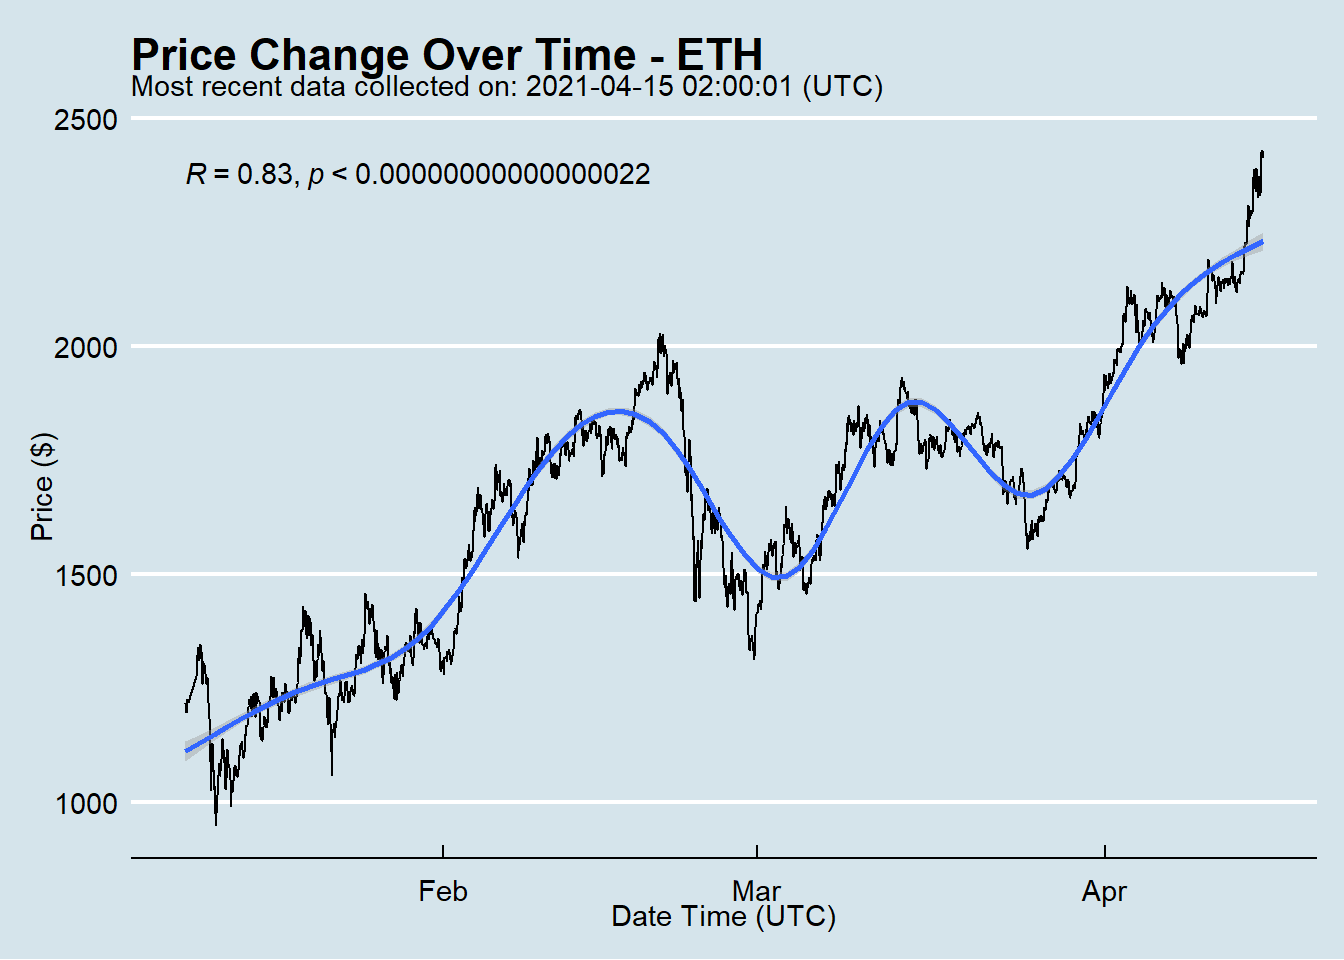 Price Change Over Time - ETH
Most recent data collected on: 2021-04-15 02:00:01 (UTC)
2500
R = 0.83, p < 0.00000000000000022
2000
Price ($)
1500
1000
Feb Mar Apr
Date Time (UTC)